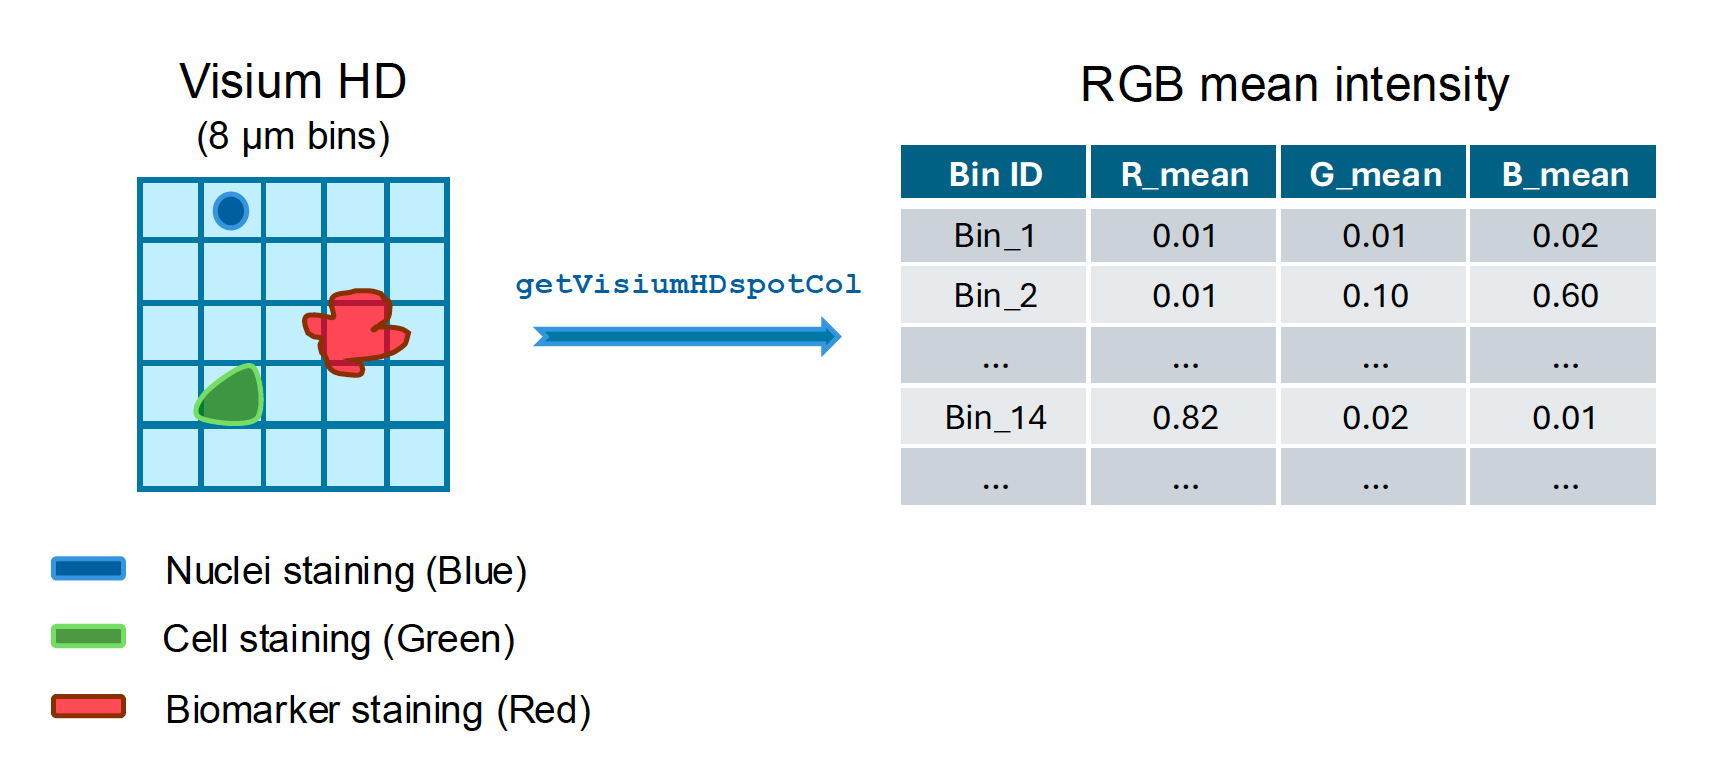 Visium HD
(8 µm bins)
getVisiumHDspotCol
RGB mean intensity
Bin ID R_mean G_mean B_mean
Bin_1 0.01 0.01 0.02
Bin_2 0.01 0.10 0.60
... ... ... ...
Bin_14 0.82 0.02 0.01
... ... ... ...
Nuclei staining (Blue)
Cell staining (Green)
Biomarker staining (Red)